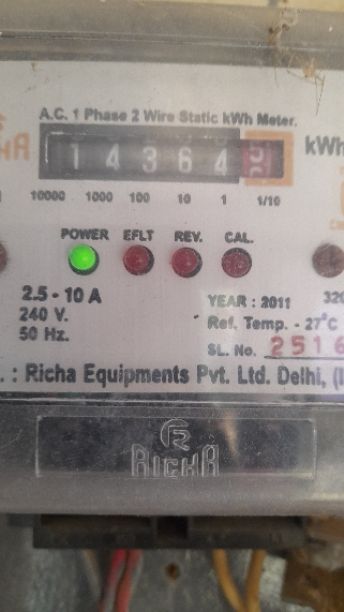 A.C. 1 Phase 2 Wire Static kWh Meter.
14364 kWh
10000 1000 100 10 1 1/10
POWER EFLT REV. CAL.
2.5 - 10 A
240 V.
50 Hz.
YEAR : 2011 320
Ref. Temp. - 27°C
SL. No. 2516
: Richa Equipments Pvt. Ltd. Delhi,
RICHA